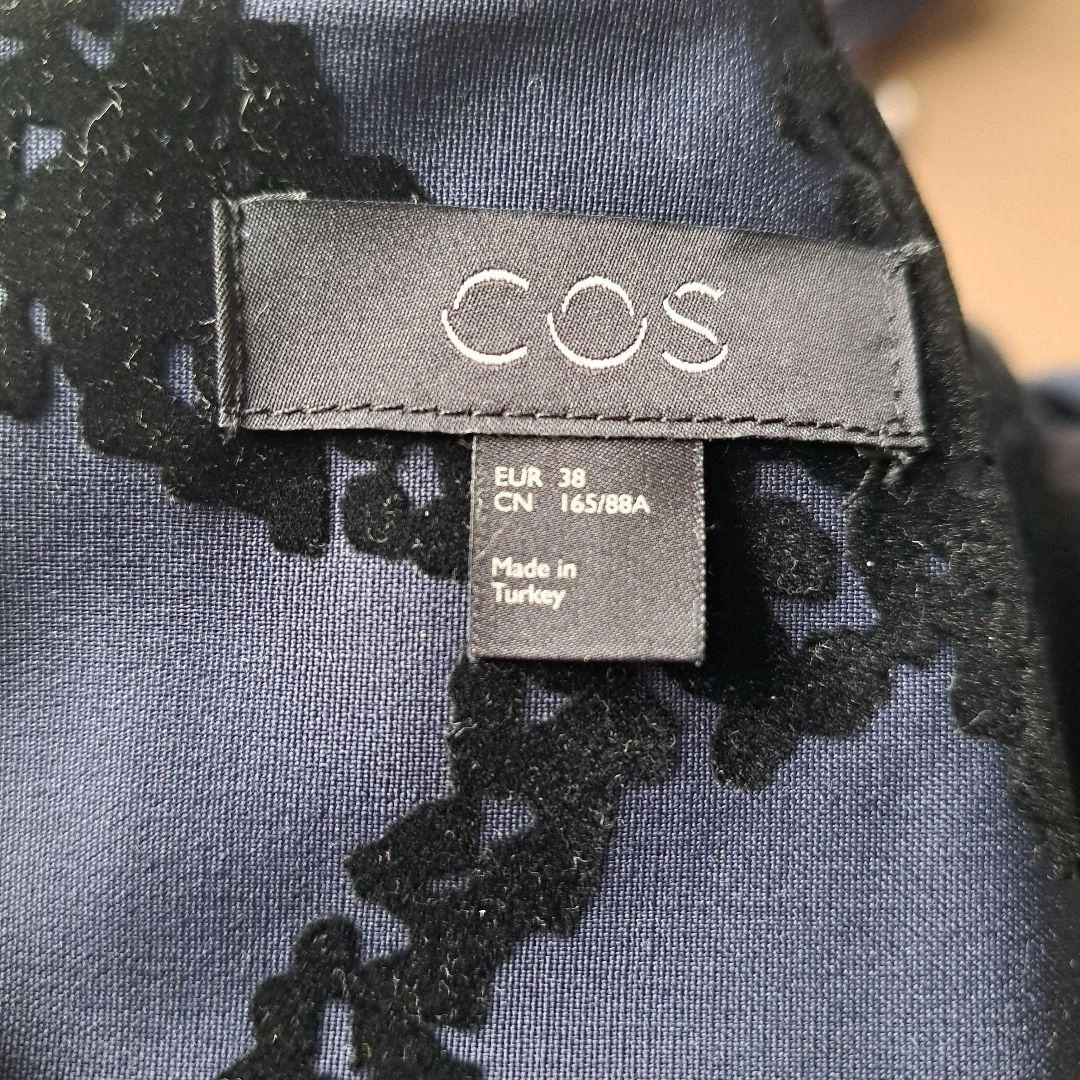 COS
EUR 38
CN 165/88A
Made in
Turkey